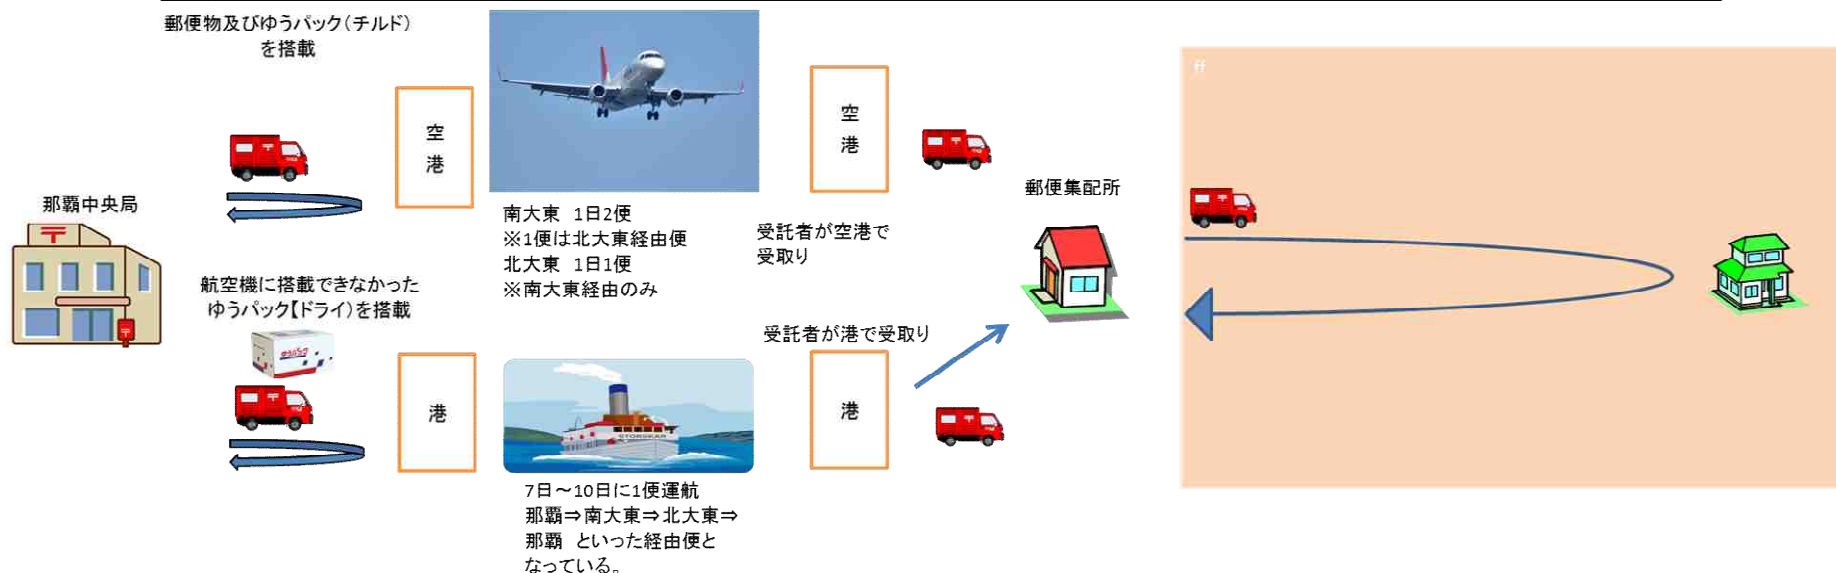 郵便物及びゆうパック（チルド）
を搭載
空
港
那覇中央局
南大東　1日2便
※1便は北大東経由便
北大東　1日1便
※南大東経由のみ
空
港
受託者が空港で
受取り
郵便集配所
ff
航空機に搭載できなかった
ゆうパック【ドライ）を搭載
ゆうパック
港
7日～10日に1便運航
那覇⇒南大東⇒北大東⇒
那覇　といった経由便と
なっている。
受託者が港で受取り
港